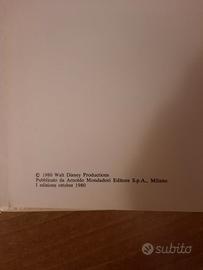 © 1980 Walt Disney Productions
Pubblicato da Arnoldo Mondadori Editore S.p.A., Milano
I edizione ottobre 1980
subito